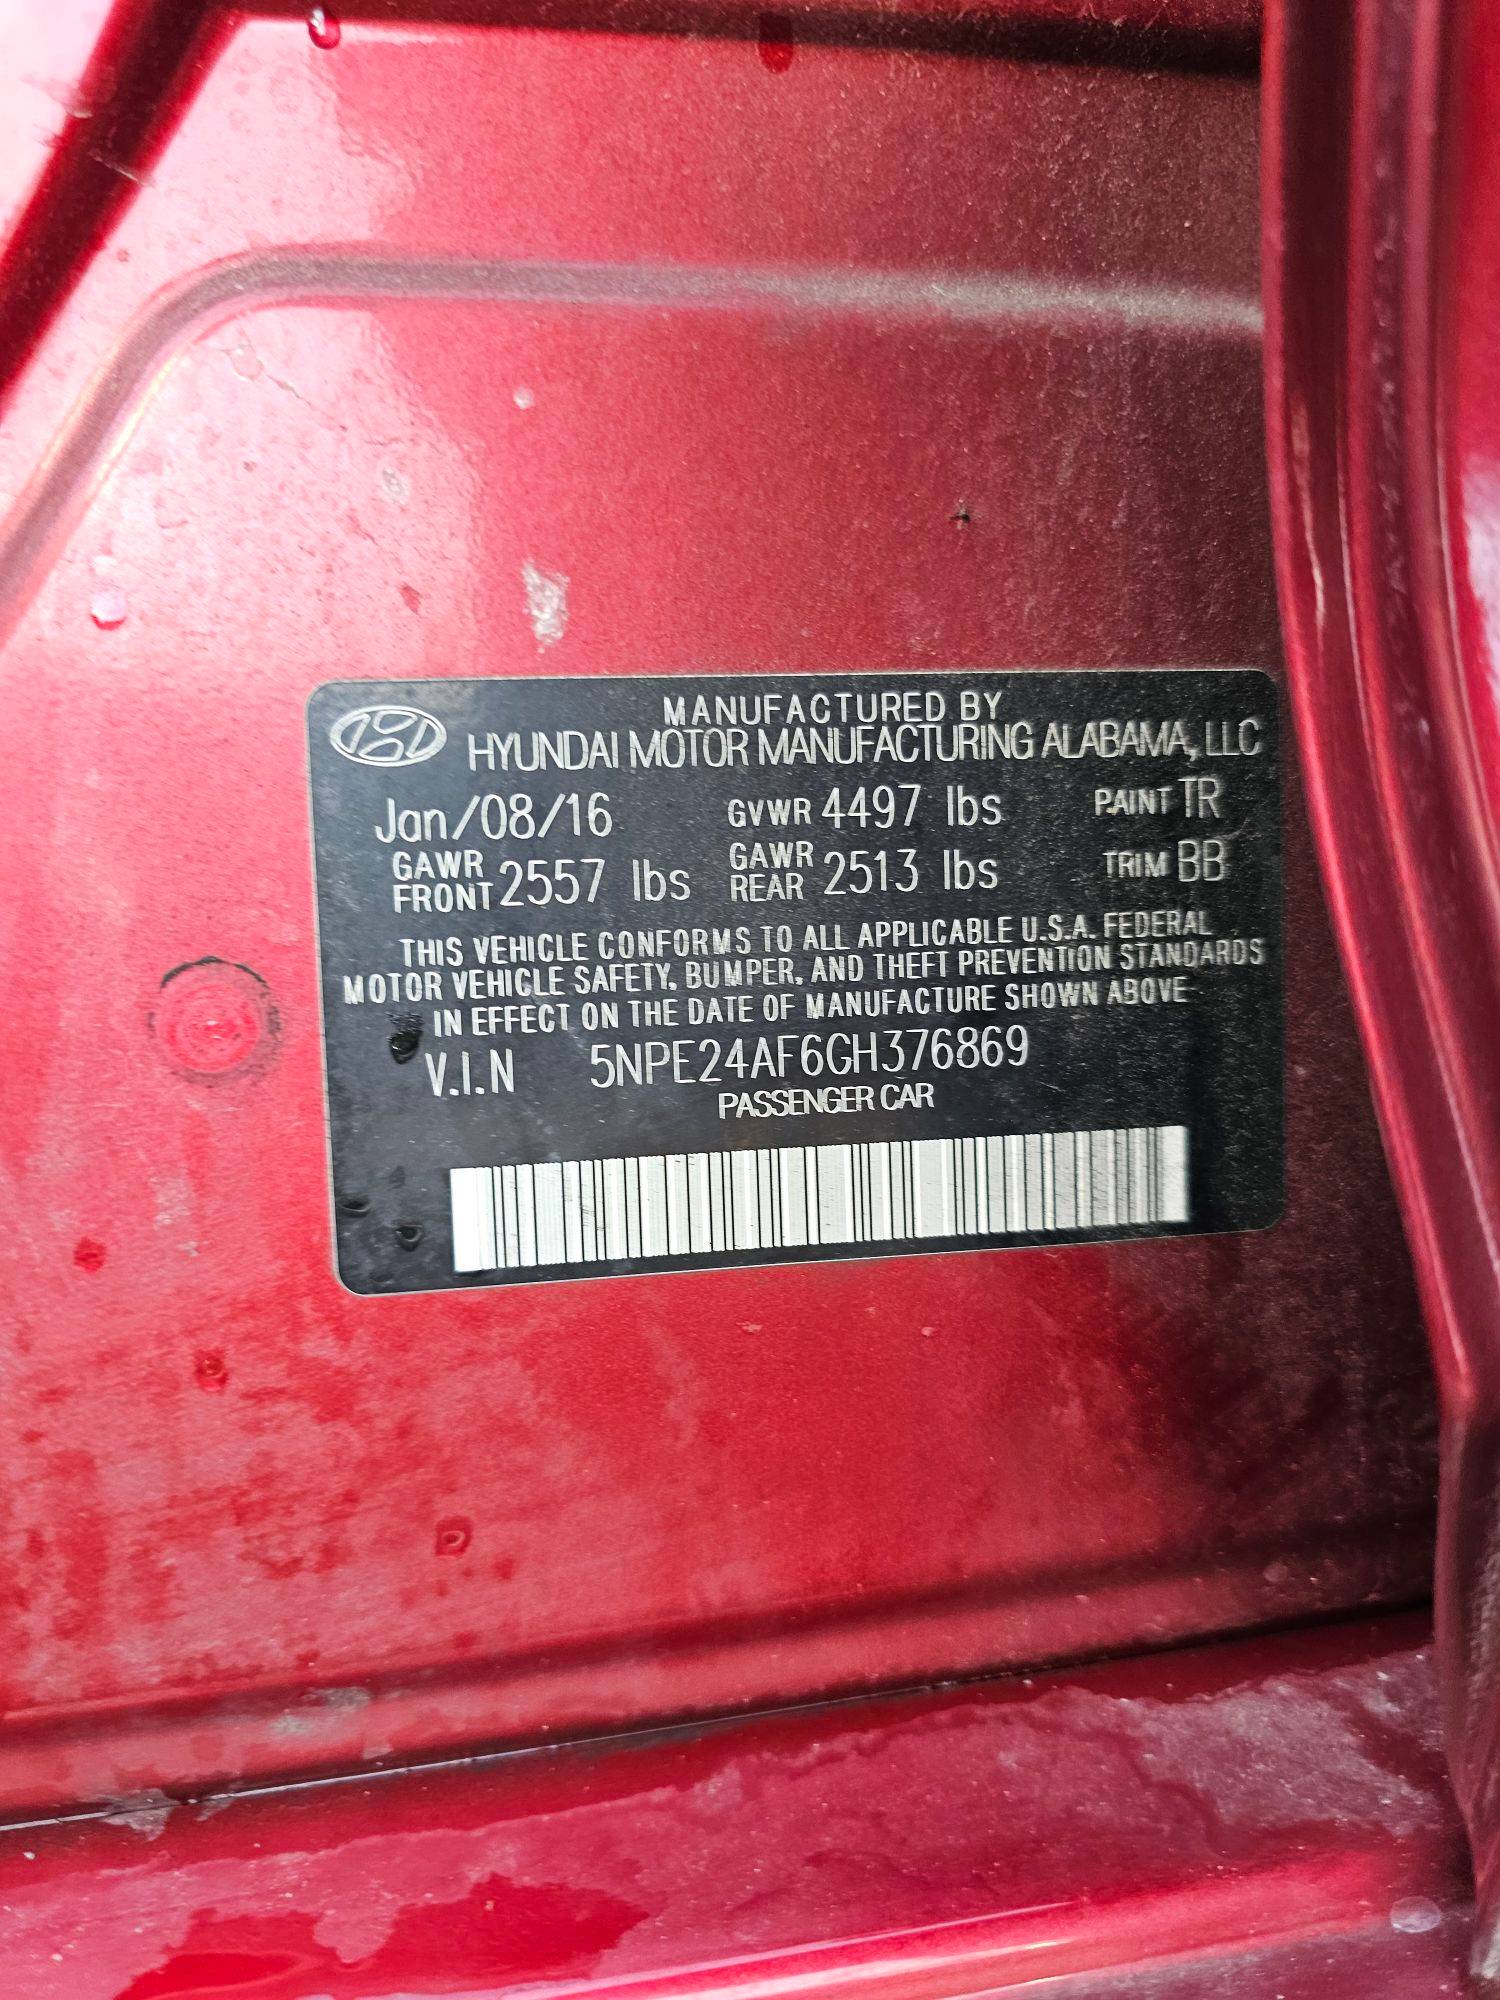 MANUFACTURED BY
HYUNDAI MOTOR MANUFACTURING ALABAMA, LLC
Jan/08/16 GVWR 4497 lbs PAINT TR
GAWR FRONT 2557 lbs GAWR REAR 2513 lbs TRIM BB
THIS VEHICLE CONFORMS TO ALL APPLICABLE U.S.A. FEDERAL
MOTOR VEHICLE SAFETY, BUMPER, AND THEFT PREVENTION STANDARDS
IN EFFECT ON THE DATE OF MANUFACTURE SHOWN ABOVE
V.I.N 5NPE24AF6GH376869
PASSENGER CAR